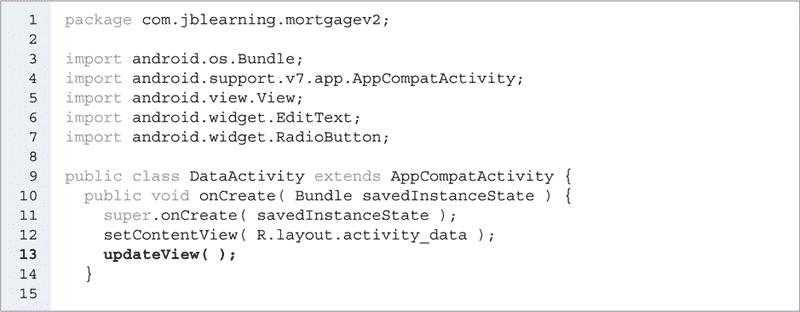 1 package com.jblearning.mortgagev2;
2
3 import android.os.Bundle;
4 import android.support.v7.app.AppCompatActivity;
5 import android.view.View;
6 import android.widget.EditText;
7 import android.widget.RadioButton;
8
9 public class DataActivity extends AppCompatActivity {
10 public void onCreate( Bundle savedInstanceState ) {
11 super.onCreate( savedInstanceState );
12 setContentView( R.layout.activity_data );
13 updateView( );
14 }
15